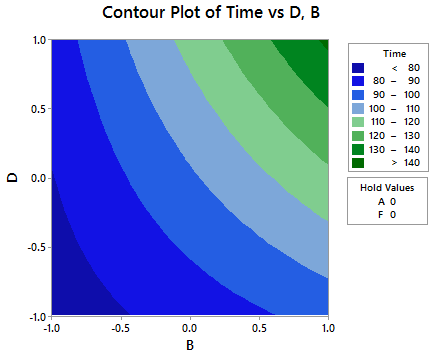 Contour Plot of Time vs D, B
1.0
0.5
0.0
-0.5
-1.0
D
-1.0 -0.5 0.0 0.5 1.0
B
Time
< 80
80 – 90
90 – 100
100 – 110
110 – 120
120 – 130
130 – 140
> 140
Hold Values
A 0
F 0